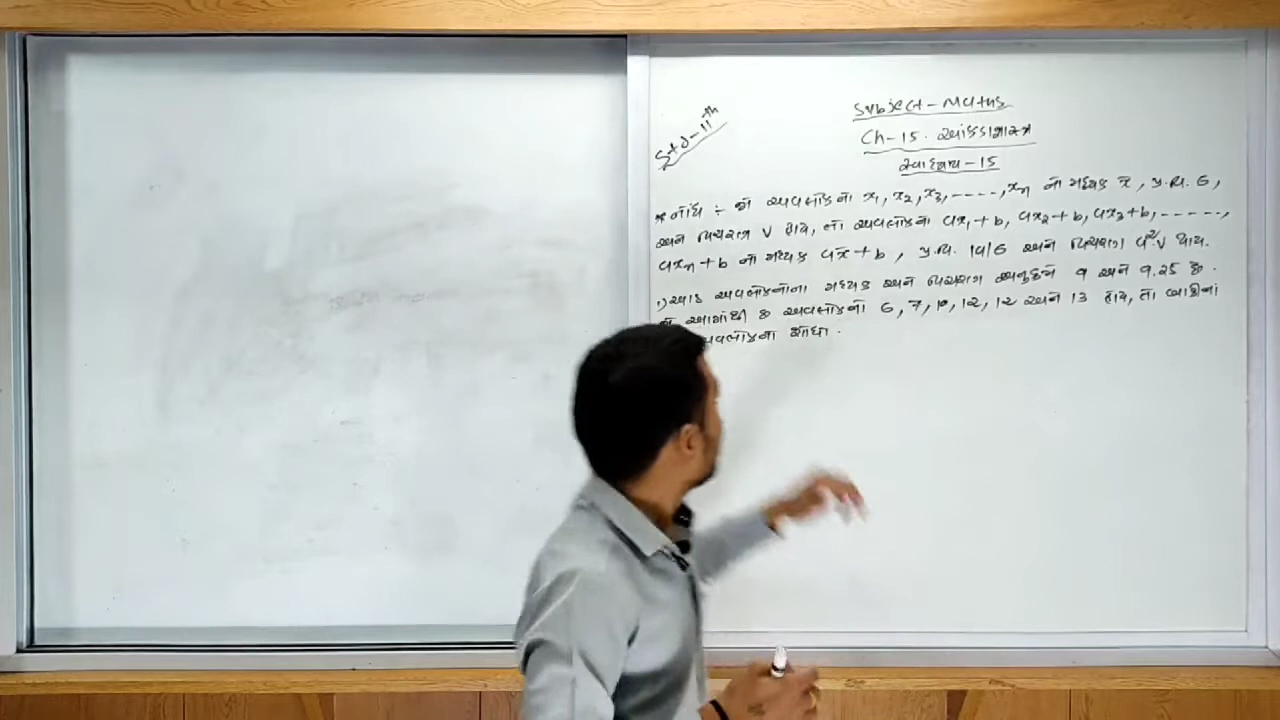 Std-11th
Subject-Maths
Ch-15. આંકડાશાસ્ત્ર
સ્વાધ્યાય-15
* નોંધ :- જો અવલોકનો x₁, x₂, x₃, -----, xₙ નો મધ્યક x̄, પ્ર.વિ. σ,
અને વિચરણ V હોય, તો અવલોકનો ax₁+b, ax₂+b, ax₃+b, -----,
axₙ+b નો મધ્યક ax̄+b, પ્ર.વિ. |a|σ અને વિચરણ a²V થાય.
1.) આઠ અવલોકનોના મધ્યક અને વિચરણ અનુક્રમે 9 અને 9.25 છે.
આમાંથી છ અવલોકનો 6, 7, 10, 12, 12 અને 13 હોય, તો બાકીનાં
અવલોકનો શોધો.